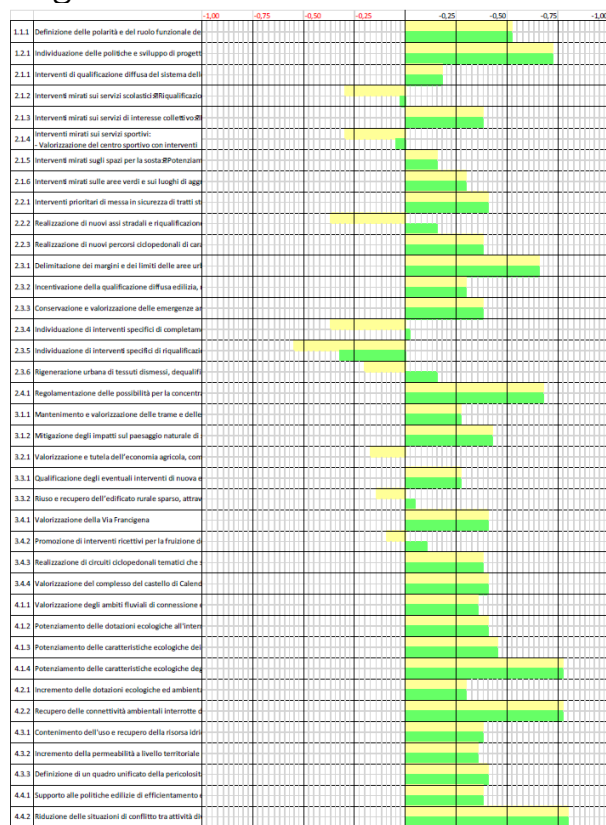 -1,00 -0,75 -0,50 -0,25 -0,25 -0,50 -0,75 -1,0
1.1.1 Definizione delle polarità e del ruolo funzionale de
1.2.1 Individuazione delle politiche e sviluppo di progett
2.1.1 Interventi di qualificazione diffusa del sistema dell
2.1.2 Interventi mirati sui servizi scolastici: Riqualificazio
2.1.3 Interventi mirati sui servizi di interesse collettivo:
2.1.4 Interventi mirati sui servizi sportivi:
- Valorizzazione del centro sportivo con interventi
2.1.5 Interventi mirati sugli spazi per la sosta: Potenziam
2.1.6 Interventi mirati sulle aree verdi e sui luoghi di agg
2.2.1 Interventi prioritari di messa in sicurezza di tratti st
2.2.2 Realizzazione di nuovi assi stradali e riqualificazione
2.2.3 Realizzazione di nuovi percorsi ciclopedonali di cara
2.3.1 Delimitazione dei margini e dei limiti delle aree url
2.3.2 Incentivazione della qualificazione diffusa edilizia,
2.3.3 Conservazione e valorizzazione delle emergenze ar
2.3.4 Individuazione di interventi specifici di completam
2.3.5 Individuazione di interventi specifici di riqualificazi
2.3.6 Rigenerazione urbana di tessuti dismessi, dequalifi
2.4.1 Regolamentazione delle possibilità per la concentra
3.1.1 Mantenimento e valorizzazione delle trame e delle
3.1.2 Mitigazione degli impatti sul paesaggio naturale di
3.2.1 Valorizzazione e tutela dell'economia agricola, com
3.3.1 Qualificazione degli eventuali interventi di nuova e
3.3.2 Riuso e recupero dell'edificato rurale sparso, attrav
3.4.1 Valorizzazione della Via Francigena
3.4.2 Promozione di interventi ricettivi per la fruizione d
3.4.3 Realizzazione di circuiti ciclopedonali tematici che
3.4.4 Valorizzazione del complesso del castello di Calend
4.1.1 Valorizzazione degli ambiti fluviali di connessione e
4.1.2 Potenziamento delle dotazioni ecologiche all'inter
4.1.3 Potenziamento delle caratteristiche ecologiche dei
4.1.4 Potenziamento delle caratteristiche ecologiche deg
4.2.1 Incremento delle dotazioni ecologiche ed ambienta
4.2.2 Recupero delle connettività ambientali interrotte d
4.3.1 Contenimento dell'uso e recupero della risorsa idri
4.3.2 Incremento della permeabilità a livello territoriale
4.3.3 Definizione di un quadro unificato della pericolosit
4.4.1 Supporto alle politiche edilizie di efficientamento e
4.4.2 Riduzione delle situazioni di conflitto tra attività di